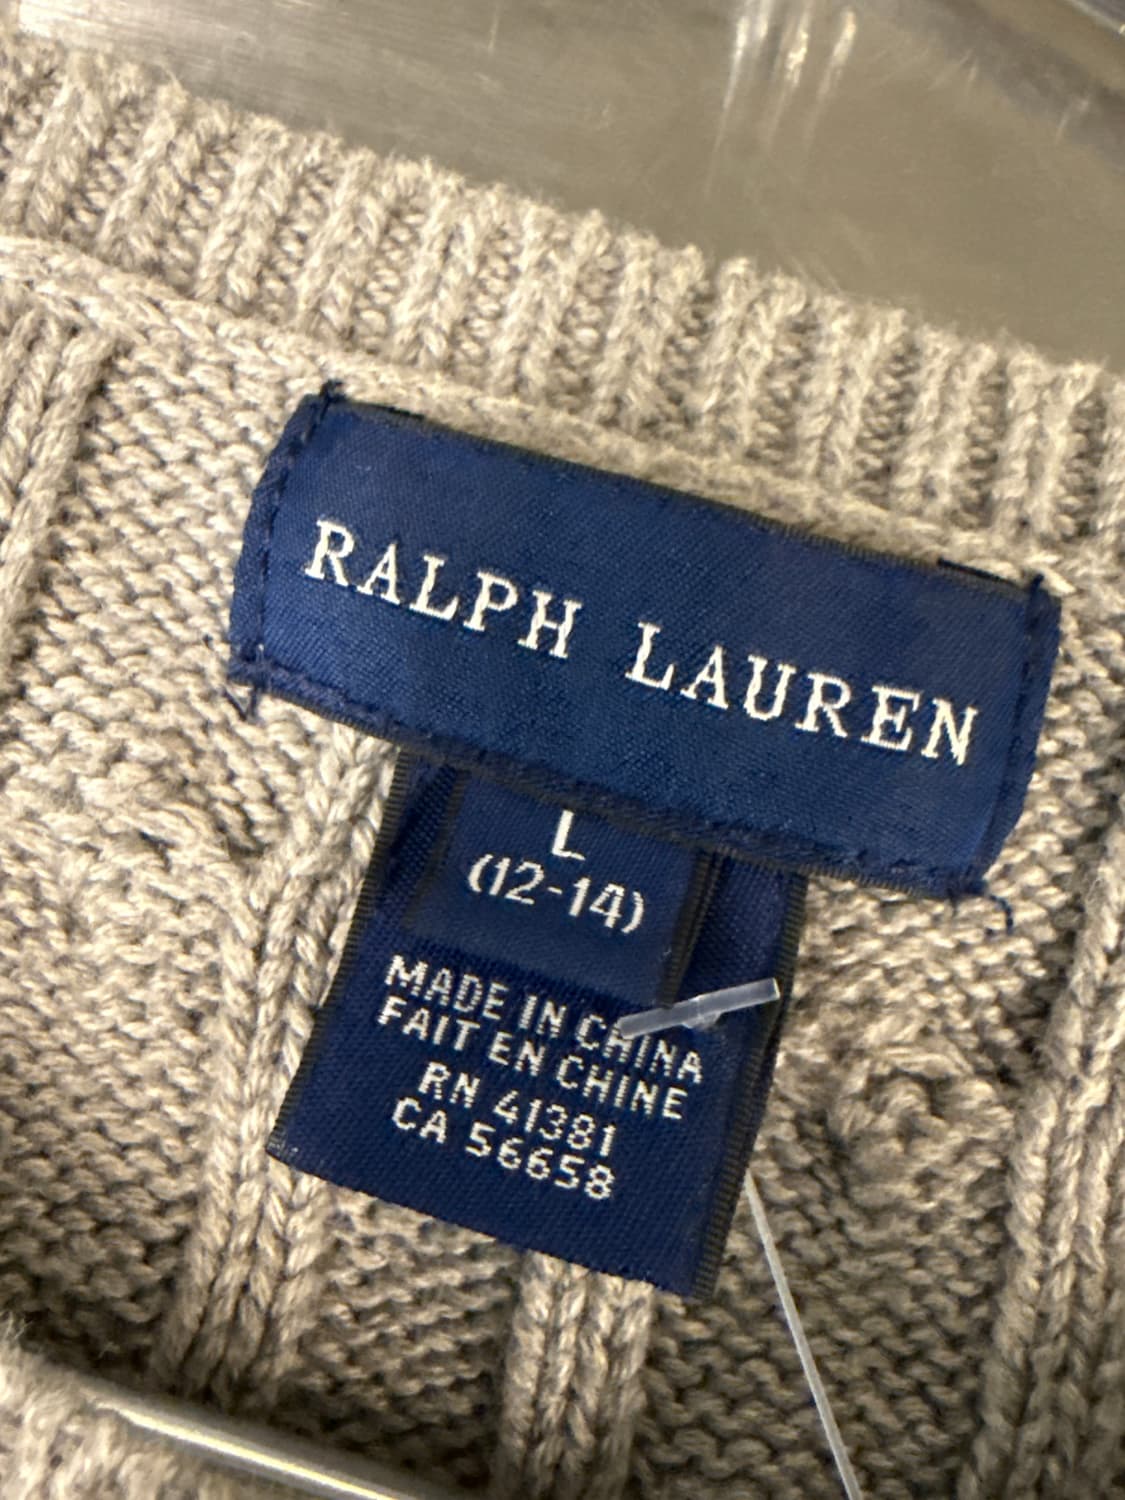 RALPH LAUREN
L
(12-14)
MADE IN CHINA
FAIT EN CHINE
RN 41381
CA 56658